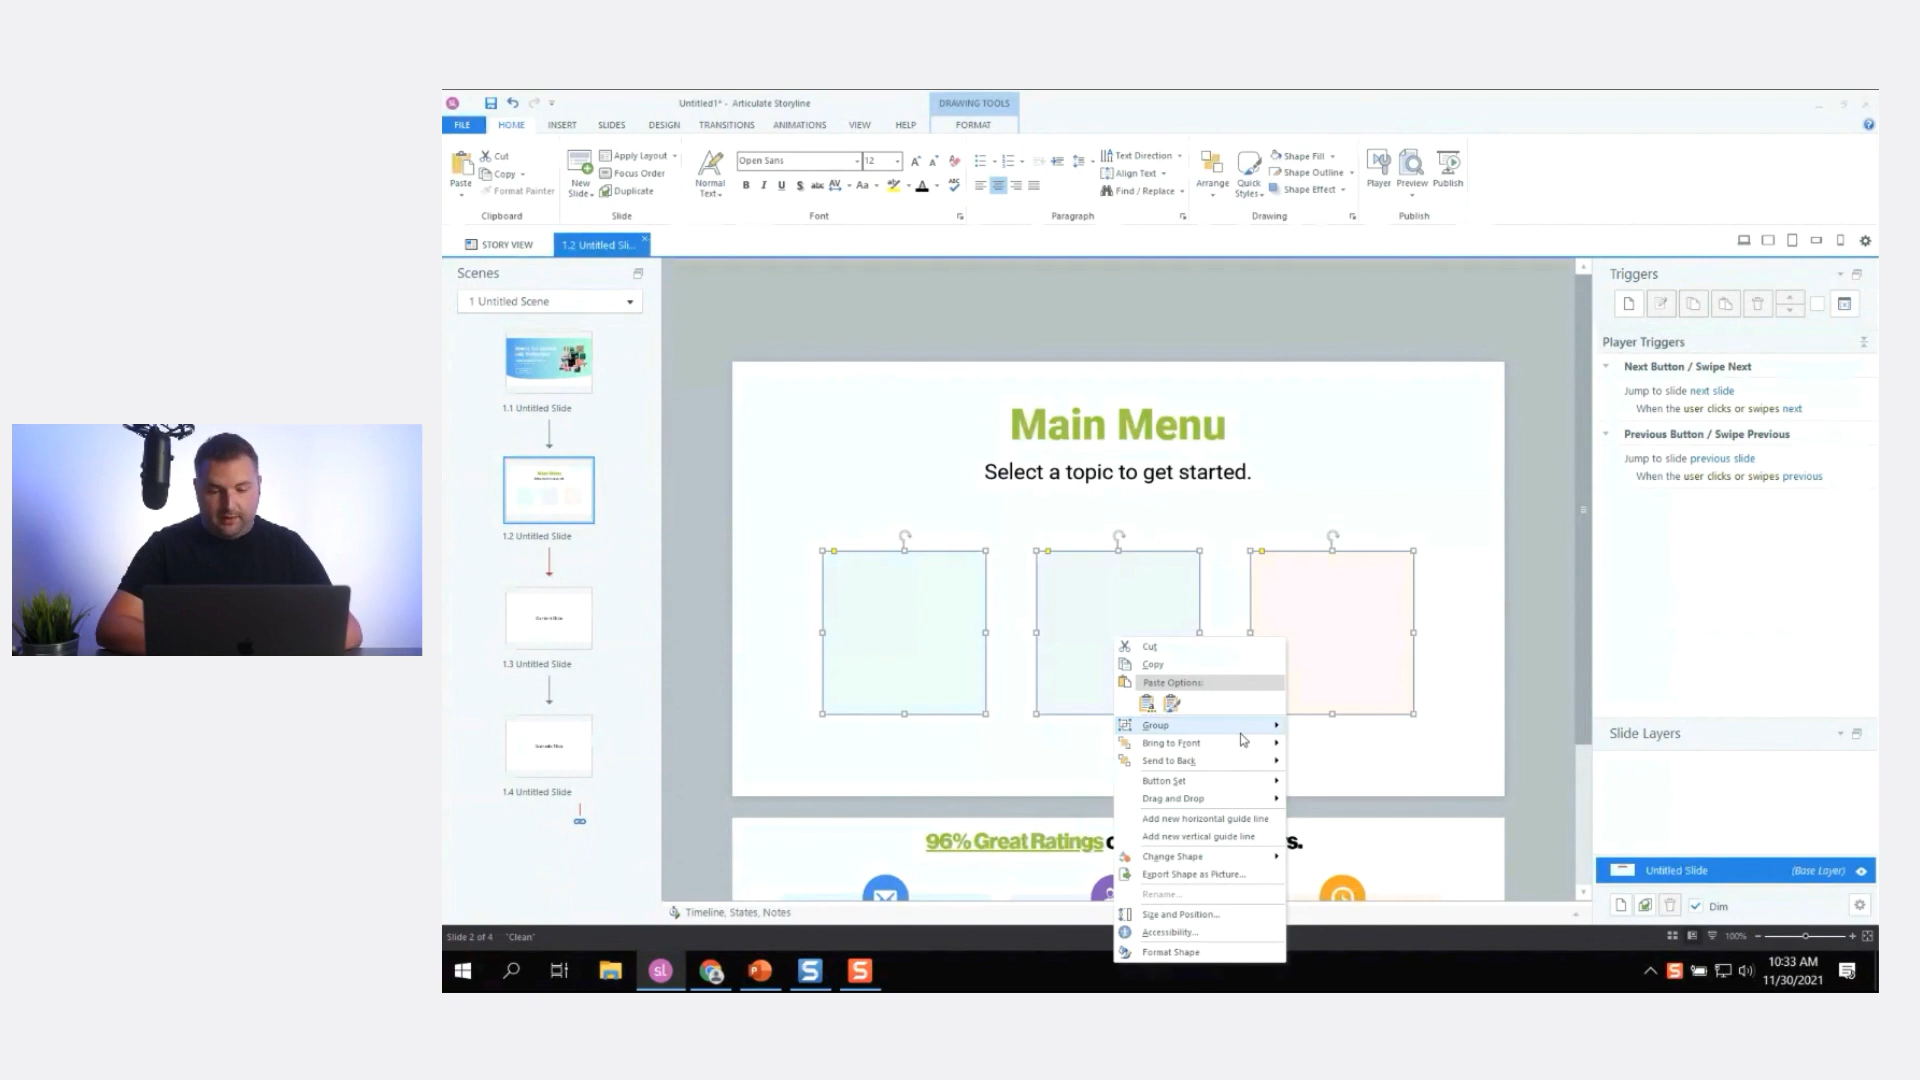 Untitled1* - Articulate Storyline
DRAWING TOOLS
FILE HOME INSERT SLIDES DESIGN TRANSITIONS ANIMATIONS VIEW HELP FORMAT
Paste
Cut
Copy
Format Painter
Clipboard
New Slide
Apply Layout
Focus Order
Duplicate
Slide
Normal Text
Open Sans 12
B I U S abc AV Aa A
Font
Text Direction
Align Text
Find / Replace
Paragraph
Arrange
Quick Styles
Shape Fill
Shape Outline
Shape Effect
Drawing
Player Preview Publish
Publish
STORY VIEW
1.2 Untitled Sli...
Scenes
1 Untitled Scene
1.1 Untitled Slide
1.2 Untitled Slide
1.3 Untitled Slide
1.4 Untitled Slide
Main Menu
Select a topic to get started.
Cut
Copy
Paste Options:
Group
Bring to Front
Send to Back
Button Set
Drag and Drop
Add new horizontal guide line
Add new vertical guide line
Change Shape
Export Shape as Picture...
Rename...
Size and Position...
Accessibility...
Format Shape
96% Great Ratings
s.
Timeline, States, Notes
Triggers
Player Triggers
Next Button / Swipe Next
Jump to slide next slide
When the user clicks or swipes next
Previous Button / Swipe Previous
Jump to slide previous slide
When the user clicks or swipes previous
Slide Layers
Untitled Slide (Base Layer)
Dim
Slide 2 of 4 "Clean"
100%
10:33 AM
11/30/2021